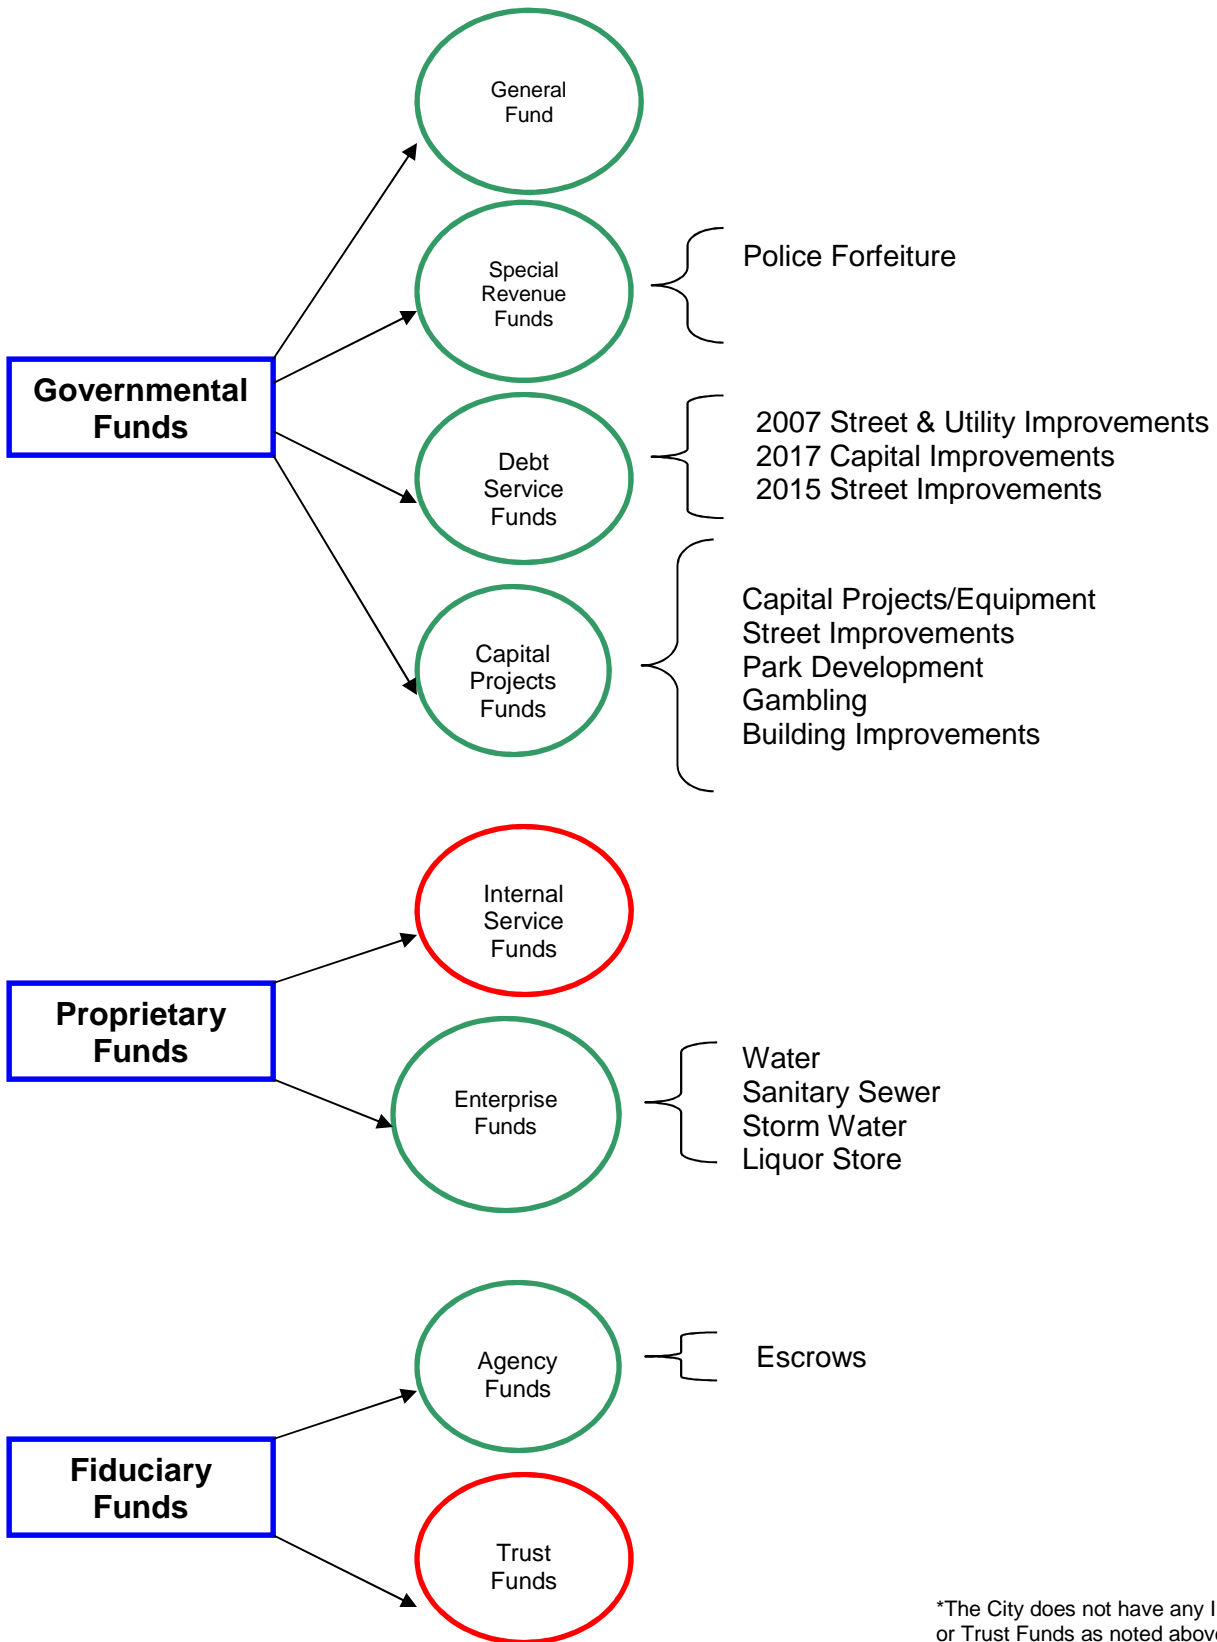 General
Fund
Special
Revenue
Funds
Police Forfeiture
Governmental
Funds
Debt
Service
Funds
2007 Street & Utility Improvements
2017 Capital Improvements
2015 Street Improvements
Capital
Projects
Funds
Capital Projects/Equipment
Street Improvements
Park Development
Gambling
Building Improvements
Internal
Service
Funds
Proprietary
Funds
Enterprise
Funds
Water
Sanitary Sewer
Storm Water
Liquor Store
Agency
Funds
Escrows
Fiduciary
Funds
Trust
Funds
*The City does not have any I
or Trust Funds as noted above